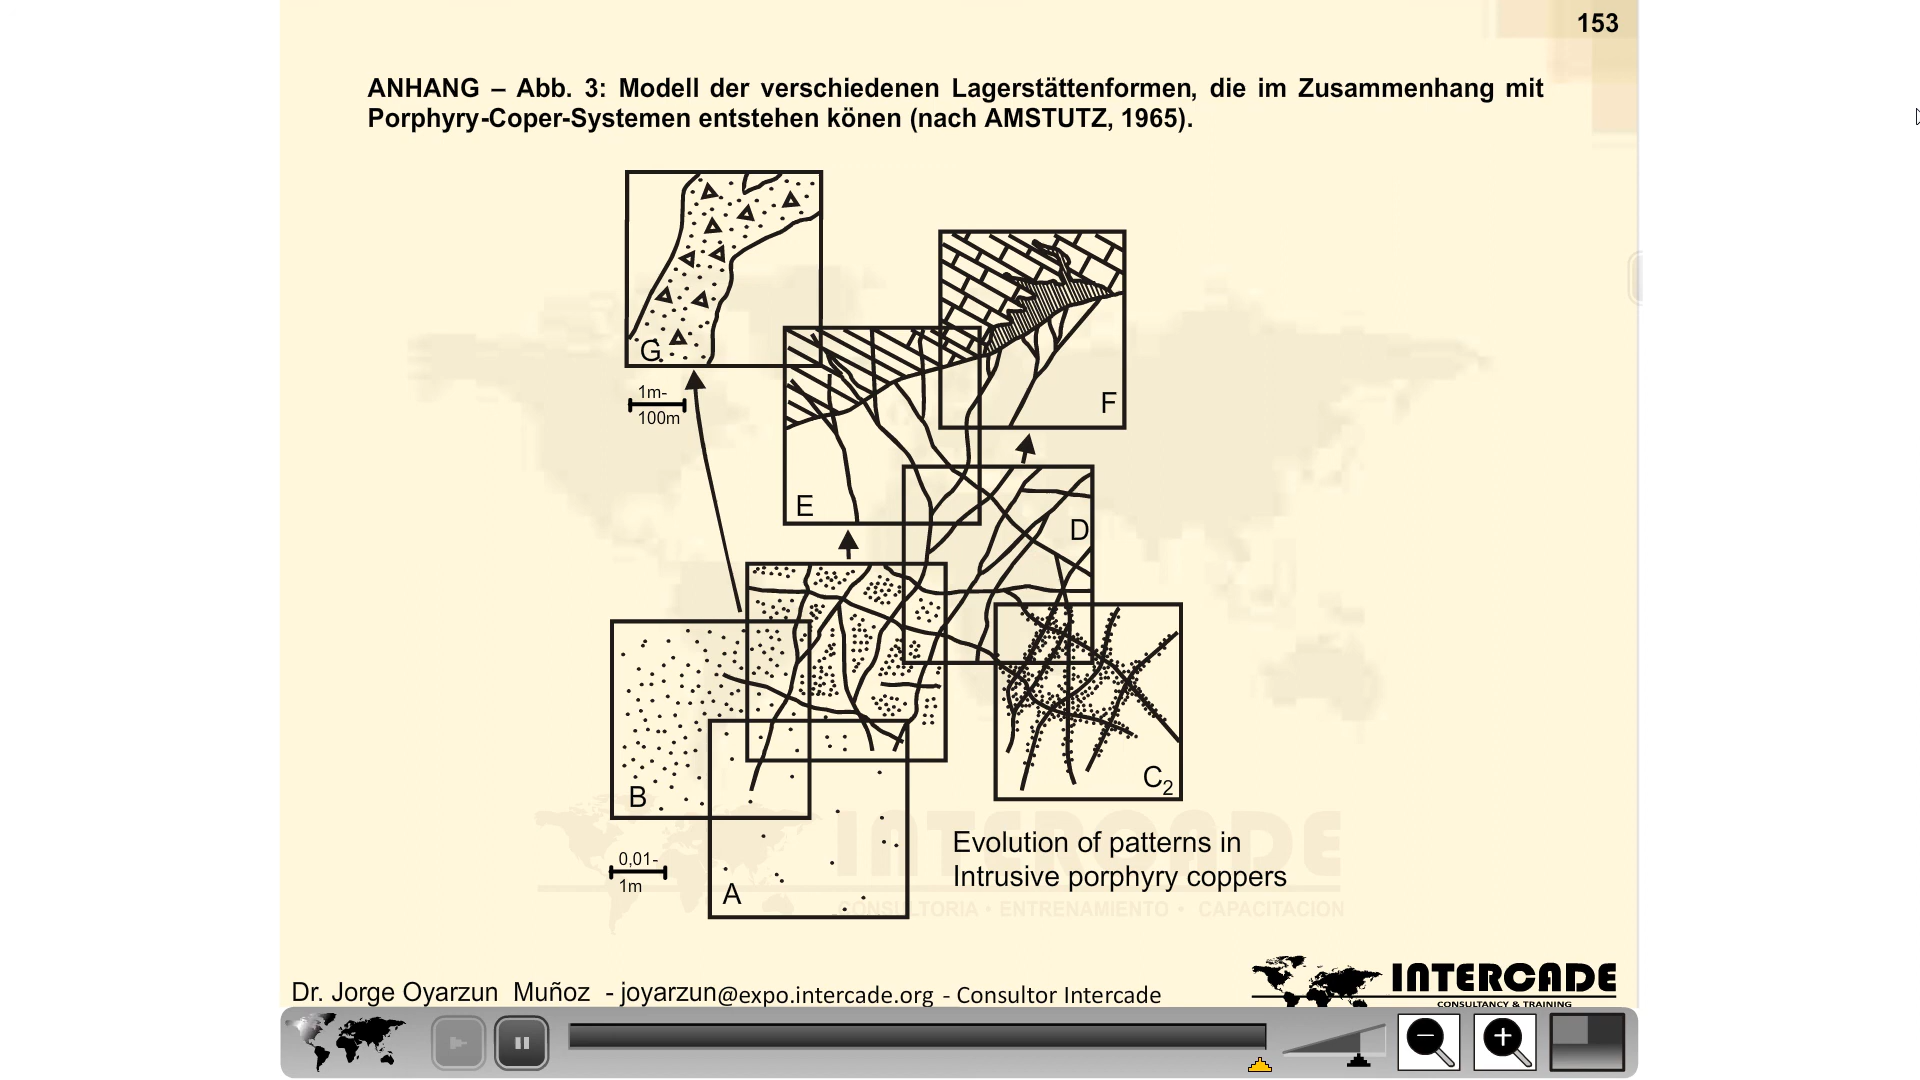 153
ANHANG – Abb. 3: Modell der verschiedenen Lagerstättenformen, die im Zusammenhang mit
Porphyry-Coper-Systemen entstehen könen (nach AMSTUTZ, 1965).
G
1m-
100m
F
E
D
B
C2
0,01-
1m
A
Evolution of patterns in
Intrusive porphyry coppers
INTERCADE
CONSULTORIA • ENTRENAMIENTO • CAPACITACION
Dr. Jorge Oyarzun Muñoz - joyarzun@expo.intercade.org - Consultor Intercade
INTERCADE
CONSULTANCY & TRAINING